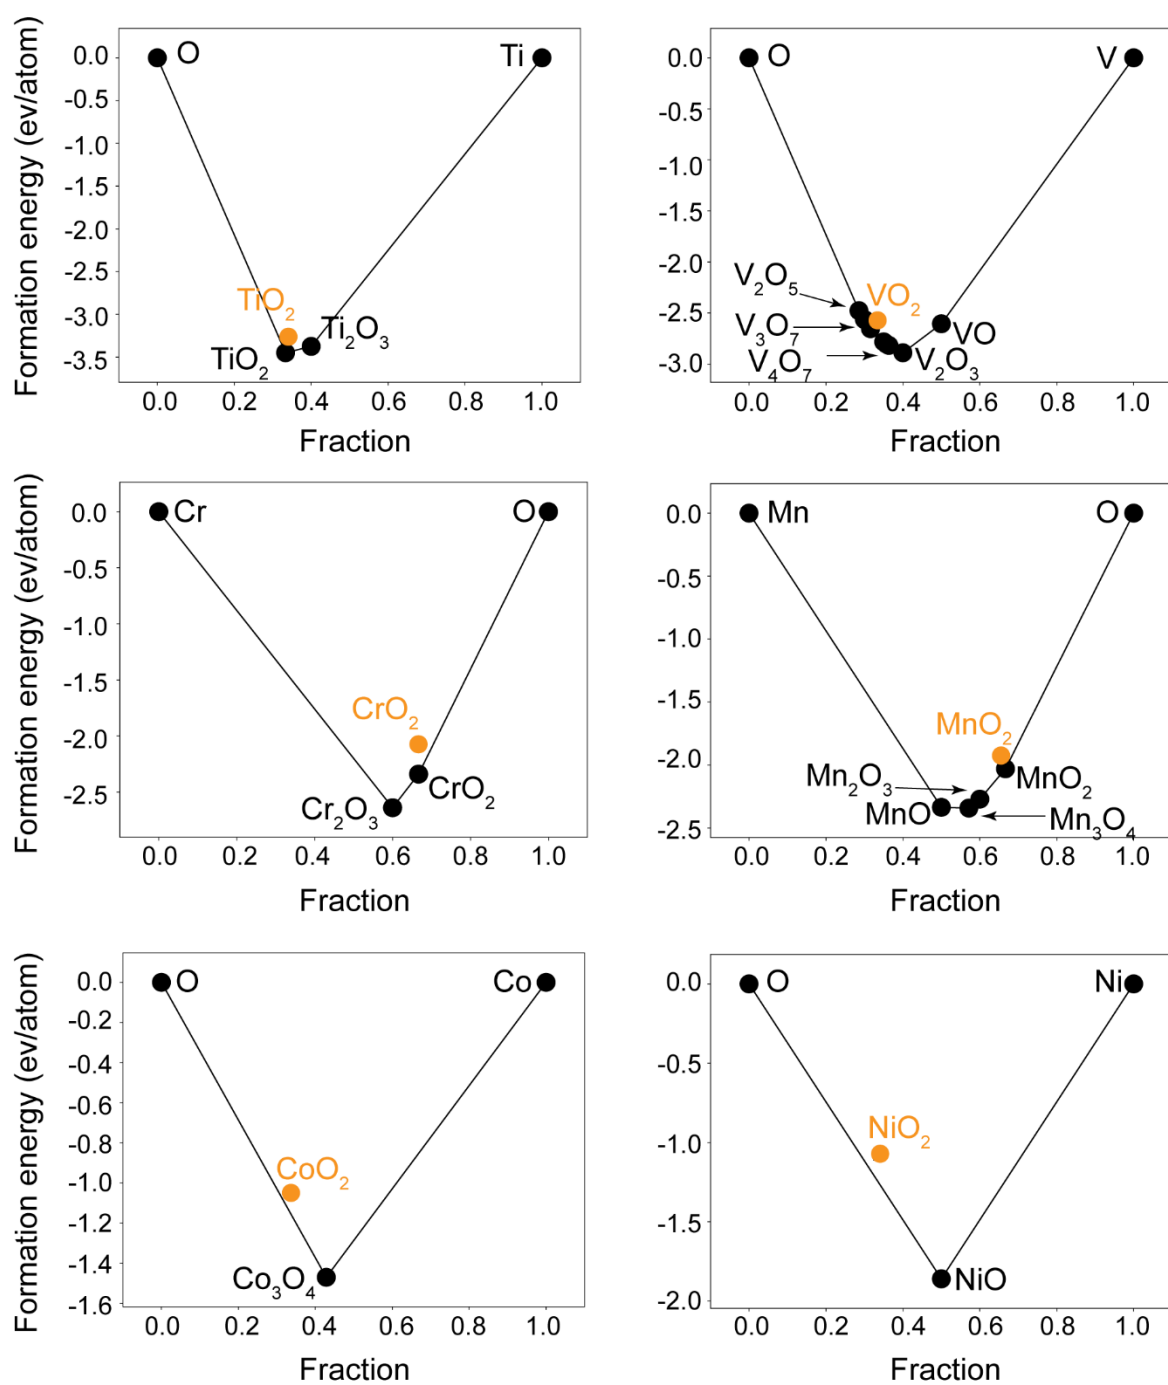 Formation energy (ev/atom)
0.0
-0.5
-1.0
-1.5
-2.0
-2.5
-3.0
-3.5
O
Ti
TiO₂
Ti₂O₃
TiO₂
0.0 0.2 0.4 0.6 0.8 1.0
Fraction
0.0
-0.5
-1.0
-1.5
-2.0
-2.5
-3.0
O
V
V₂O₅
VO₂
V₃O₇
VO
V₄O₇
V₂O₃
0.0 0.2 0.4 0.6 0.8 1.0
Fraction
Formation energy (ev/atom)
0.0
-0.5
-1.0
-1.5
-2.0
-2.5
Cr
O
CrO₂
CrO₂
Cr₂O₃
0.0 0.2 0.4 0.6 0.8 1.0
Fraction
0.0
-0.5
-1.0
-1.5
-2.0
-2.5
Mn
O
MnO₂
Mn₂O₃
MnO₂
MnO
Mn₃O₄
0.0 0.2 0.4 0.6 0.8 1.0
Fraction
Formation energy (ev/atom)
0.0
-0.2
-0.4
-0.6
-0.8
-1.0
-1.2
-1.4
-1.6
O
Co
CoO₂
Co₃O₄
0.0 0.2 0.4 0.6 0.8 1.0
Fraction
0.0
-0.5
-1.0
-1.5
-2.0
O
Ni
NiO₂
NiO
0.0 0.2 0.4 0.6 0.8 1.0
Fraction